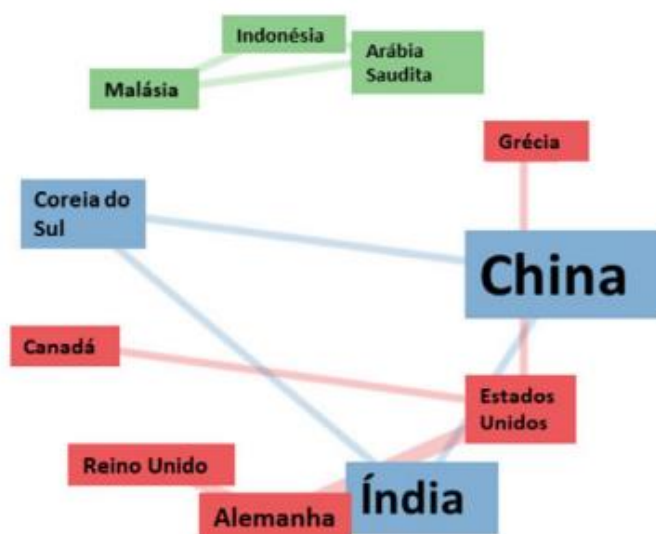 Indonésia
Arábia
Saudita
Malásia
Grécia
Coreia do
Sul
China
Canadá
Estados
Unidos
Reino Unido
Índia
Alemanha